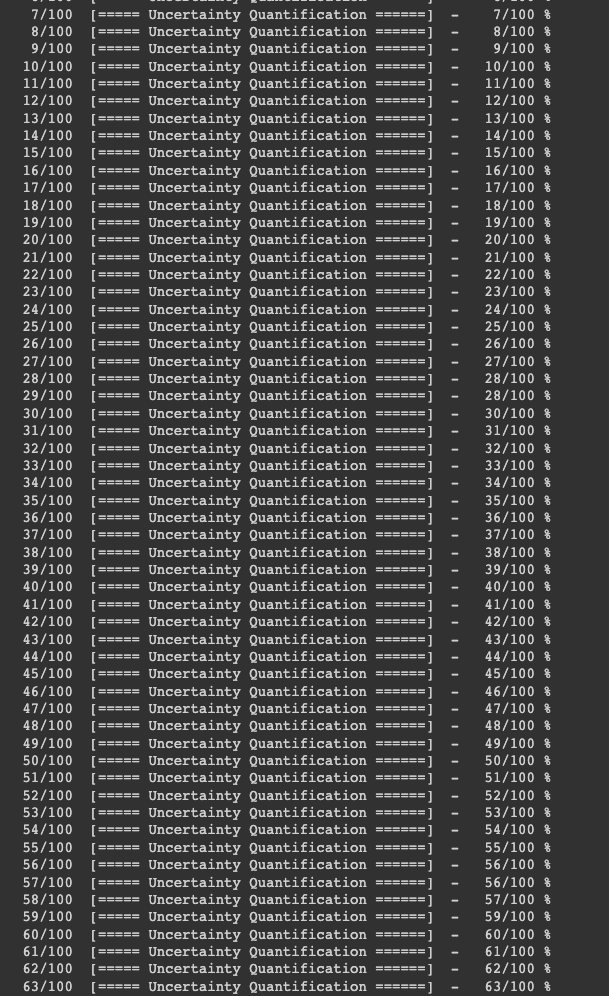 7/100 [===== Uncertainty Quantification ======] - 7/100 %
8/100 [===== Uncertainty Quantification ======] - 8/100 %
9/100 [===== Uncertainty Quantification ======] - 9/100 %
10/100 [===== Uncertainty Quantification ======] - 10/100 %
11/100 [===== Uncertainty Quantification ======] - 11/100 %
12/100 [===== Uncertainty Quantification ======] - 12/100 %
13/100 [===== Uncertainty Quantification ======] - 13/100 %
14/100 [===== Uncertainty Quantification ======] - 14/100 %
15/100 [===== Uncertainty Quantification ======] - 15/100 %
16/100 [===== Uncertainty Quantification ======] - 16/100 %
17/100 [===== Uncertainty Quantification ======] - 17/100 %
18/100 [===== Uncertainty Quantification ======] - 18/100 %
19/100 [===== Uncertainty Quantification ======] - 19/100 %
20/100 [===== Uncertainty Quantification ======] - 20/100 %
21/100 [===== Uncertainty Quantification ======] - 21/100 %
22/100 [===== Uncertainty Quantification ======] - 22/100 %
23/100 [===== Uncertainty Quantification ======] - 23/100 %
24/100 [===== Uncertainty Quantification ======] - 24/100 %
25/100 [===== Uncertainty Quantification ======] - 25/100 %
26/100 [===== Uncertainty Quantification ======] - 26/100 %
27/100 [===== Uncertainty Quantification ======] - 27/100 %
28/100 [===== Uncertainty Quantification ======] - 28/100 %
29/100 [===== Uncertainty Quantification ======] - 28/100 %
30/100 [===== Uncertainty Quantification ======] - 30/100 %
31/100 [===== Uncertainty Quantification ======] - 31/100 %
32/100 [===== Uncertainty Quantification ======] - 32/100 %
33/100 [===== Uncertainty Quantification ======] - 33/100 %
34/100 [===== Uncertainty Quantification ======] - 34/100 %
35/100 [===== Uncertainty Quantification ======] - 35/100 %
36/100 [===== Uncertainty Quantification ======] - 36/100 %
37/100 [===== Uncertainty Quantification ======] - 37/100 %
38/100 [===== Uncertainty Quantification ======] - 38/100 %
39/100 [===== Uncertainty Quantification ======] - 39/100 %
40/100 [===== Uncertainty Quantification ======] - 40/100 %
41/100 [===== Uncertainty Quantification ======] - 41/100 %
42/100 [===== Uncertainty Quantification ======] - 42/100 %
43/100 [===== Uncertainty Quantification ======] - 43/100 %
44/100 [===== Uncertainty Quantification ======] - 44/100 %
45/100 [===== Uncertainty Quantification ======] - 45/100 %
46/100 [===== Uncertainty Quantification ======] - 46/100 %
47/100 [===== Uncertainty Quantification ======] - 47/100 %
48/100 [===== Uncertainty Quantification ======] - 48/100 %
49/100 [===== Uncertainty Quantification ======] - 49/100 %
50/100 [===== Uncertainty Quantification ======] - 50/100 %
51/100 [===== Uncertainty Quantification ======] - 51/100 %
52/100 [===== Uncertainty Quantification ======] - 52/100 %
53/100 [===== Uncertainty Quantification ======] - 53/100 %
54/100 [===== Uncertainty Quantification ======] - 54/100 %
55/100 [===== Uncertainty Quantification ======] - 55/100 %
56/100 [===== Uncertainty Quantification ======] - 56/100 %
57/100 [===== Uncertainty Quantification ======] - 56/100 %
58/100 [===== Uncertainty Quantification ======] - 57/100 %
59/100 [===== Uncertainty Quantification ======] - 59/100 %
60/100 [===== Uncertainty Quantification ======] - 60/100 %
61/100 [===== Uncertainty Quantification ======] - 61/100 %
62/100 [===== Uncertainty Quantification ======] - 62/100 %
63/100 [===== Uncertainty Quantification ======] - 63/100 %